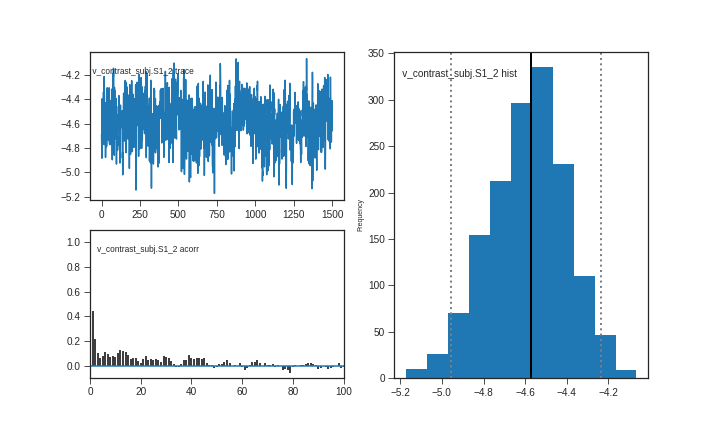 v_contrast_subj.S1_2 trace
−4.2
−4.4
−4.6
−4.8
−5.0
−5.2
0 250 500 750 1000 1250 1500
v_contrast_subj.S1_2 acorr
1.0
0.8
0.6
0.4
0.2
0.0
0 20 40 60 80 100
v_contrast_subj.S1_2 hist
Frequency
350
300
250
200
150
100
50
0
−5.2 −5.0 −4.8 −4.6 −4.4 −4.2